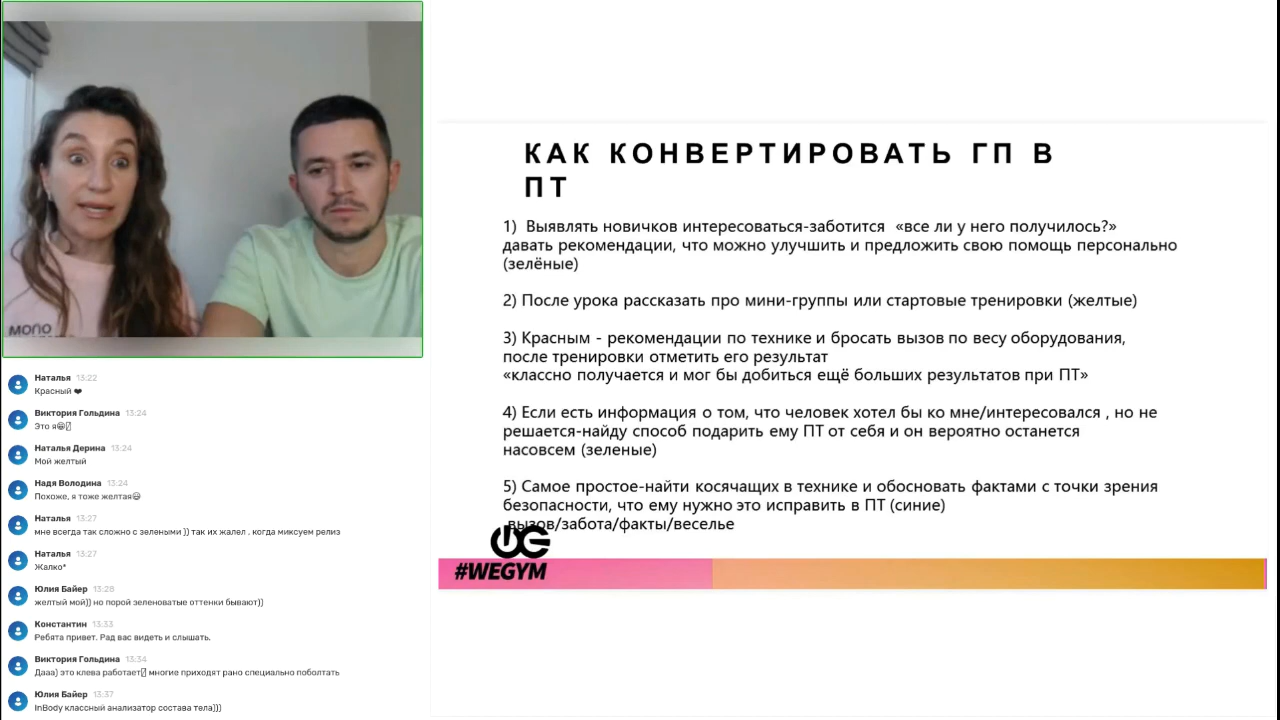 моло
Наталья 13:22
Красный ❤
Виктория Гольдина 13:24
Это я😁
Наталья Дерина 13:24
Мой желтый
Надя Володина 13:24
Похоже, я тоже желтая😃
Наталья 13:27
мне всегда так сложно с зелеными )) так их жалел , когда миксуем релиз
Наталья 13:27
Жалко*
Юлия Байер 13:28
желтый мой)) но порой зеленоватые оттенки бывают))
Константин 13:33
Ребята привет. Рад вас видеть и слышать.
Виктория Гольдина 13:34
Дааа) это клева работает многие приходят рано специально поболтать
Юлия Байер 13:37
InBody классный анализатор состава тела)))
КАК КОНВЕРТИРОВАТЬ ГП В
ПТ
1) Выявлять новичков интересоваться-заботится «все ли у него получилось?»
давать рекомендации, что можно улучшить и предложить свою помощь персонально
(зелёные)
2) После урока рассказать про мини-группы или стартовые тренировки (желтые)
3) Красным - рекомендации по технике и бросать вызов по весу оборудования,
после тренировки отметить его результат
«классно получается и мог бы добиться ещё больших результатов при ПТ»
4) Если есть информация о том, что человек хотел бы ко мне/интересовался , но не
решается-найду способ подарить ему ПТ от себя и он вероятно останется
насовсем (зеленые)
5) Самое простое-найти косячащих в технике и обосновать фактами с точки зрения
безопасности, что ему нужно это исправить в ПТ (синие)
вызов/забота/факты/веселье
#WEGYM